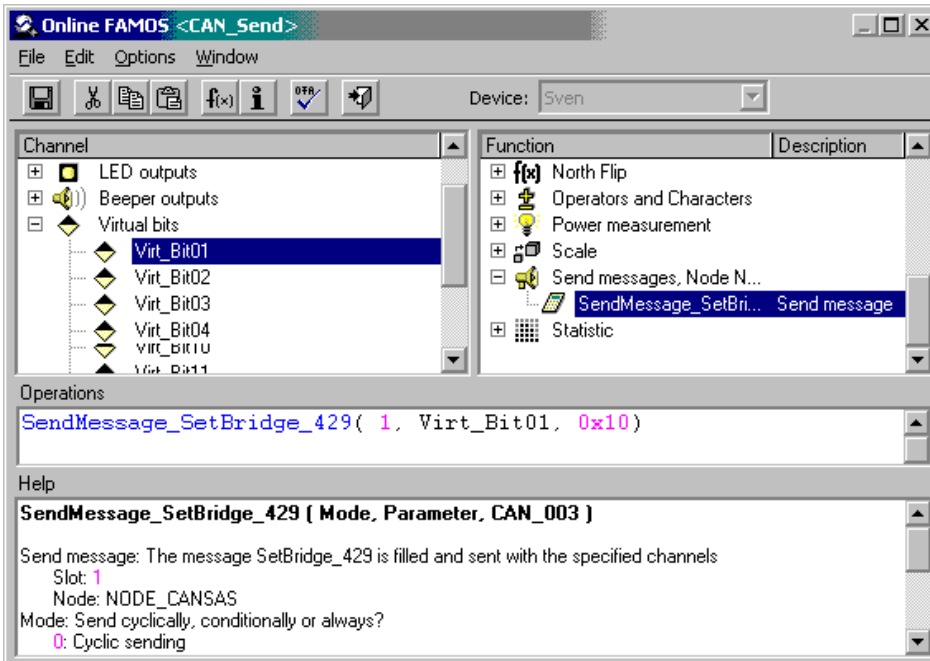 Online FAMOS <CAN_Send>
File Edit Options Window
f(x) i OFA Device: Sven
Channel
LED outputs
Beeper outputs
Virtual bits
Virt_Bit01
Virt_Bit02
Virt_Bit03
Virt_Bit04
Virt_Bit10
Virt_Bit11
Function Description
f(x) North Flip
Operators and Characters
Power measurement
Scale
Send messages, Node N...
SendMessage_SetBri... Send message
Statistic
Operations
SendMessage_SetBridge_429( 1, Virt_Bit01, 0x10)
Help
SendMessage_SetBridge_429 ( Mode, Parameter, CAN_003 )
Send message: The message SetBridge_429 is filled and sent with the specified channels
Slot: 1
Node: NODE_CANSAS
Mode: Send cyclically, conditionally or always?
0: Cyclic sending